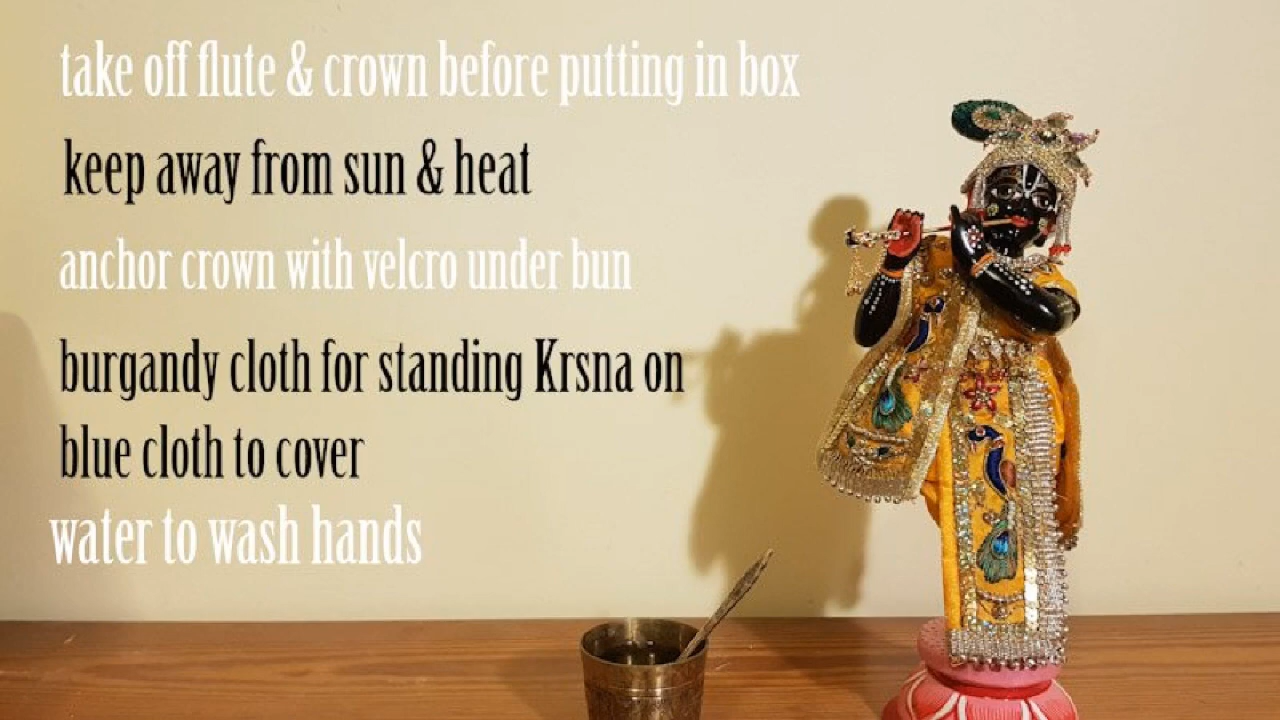 take off flute & crown before putting in box
keep away from sun & heat
anchor crown with velcro under bun
burgandy cloth for standing Krsna on
blue cloth to cover
water to wash hands